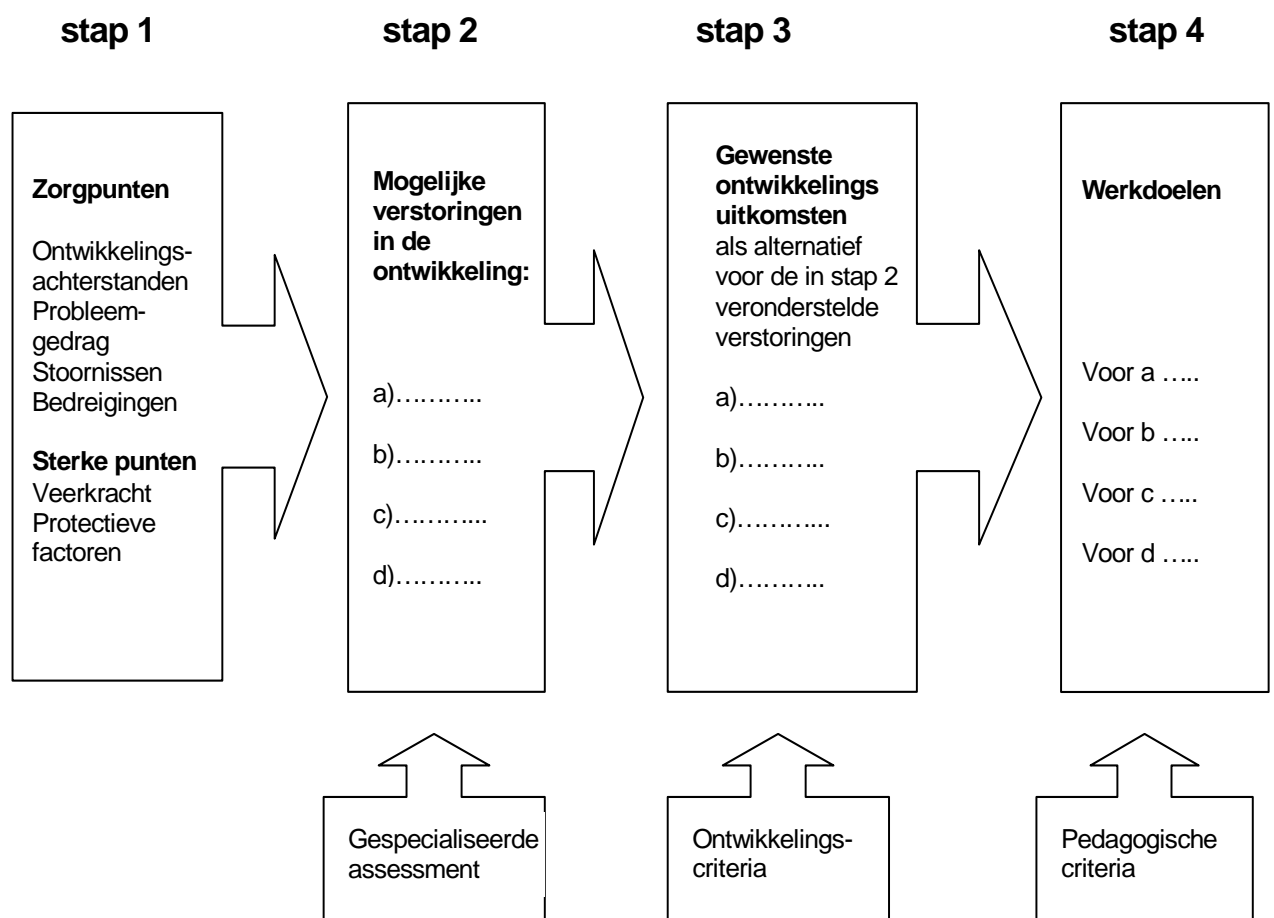 stap 1
stap 2
stap 3
stap 4
Zorgpunten
Ontwikkelings-
achterstanden
Probleem-
gedrag
Stoornissen
Bedreigingen
Sterke punten
Veerkracht
Protectieve
factoren
Mogelijke
verstoringen
in de
ontwikkeling:
a)………..
b)………..
c)………...
d)………..
Gewenste
ontwikkelings
uitkomsten
als alternatief
voor de in stap 2
veronderstelde
verstoringen
a)………..
b)………..
c)………...
d)………..
Werkdoelen
Voor a …..
Voor b …..
Voor c …..
Voor d …..
Gespecialiseerde
assessment
Ontwikkelings-
criteria
Pedagogische
criteria